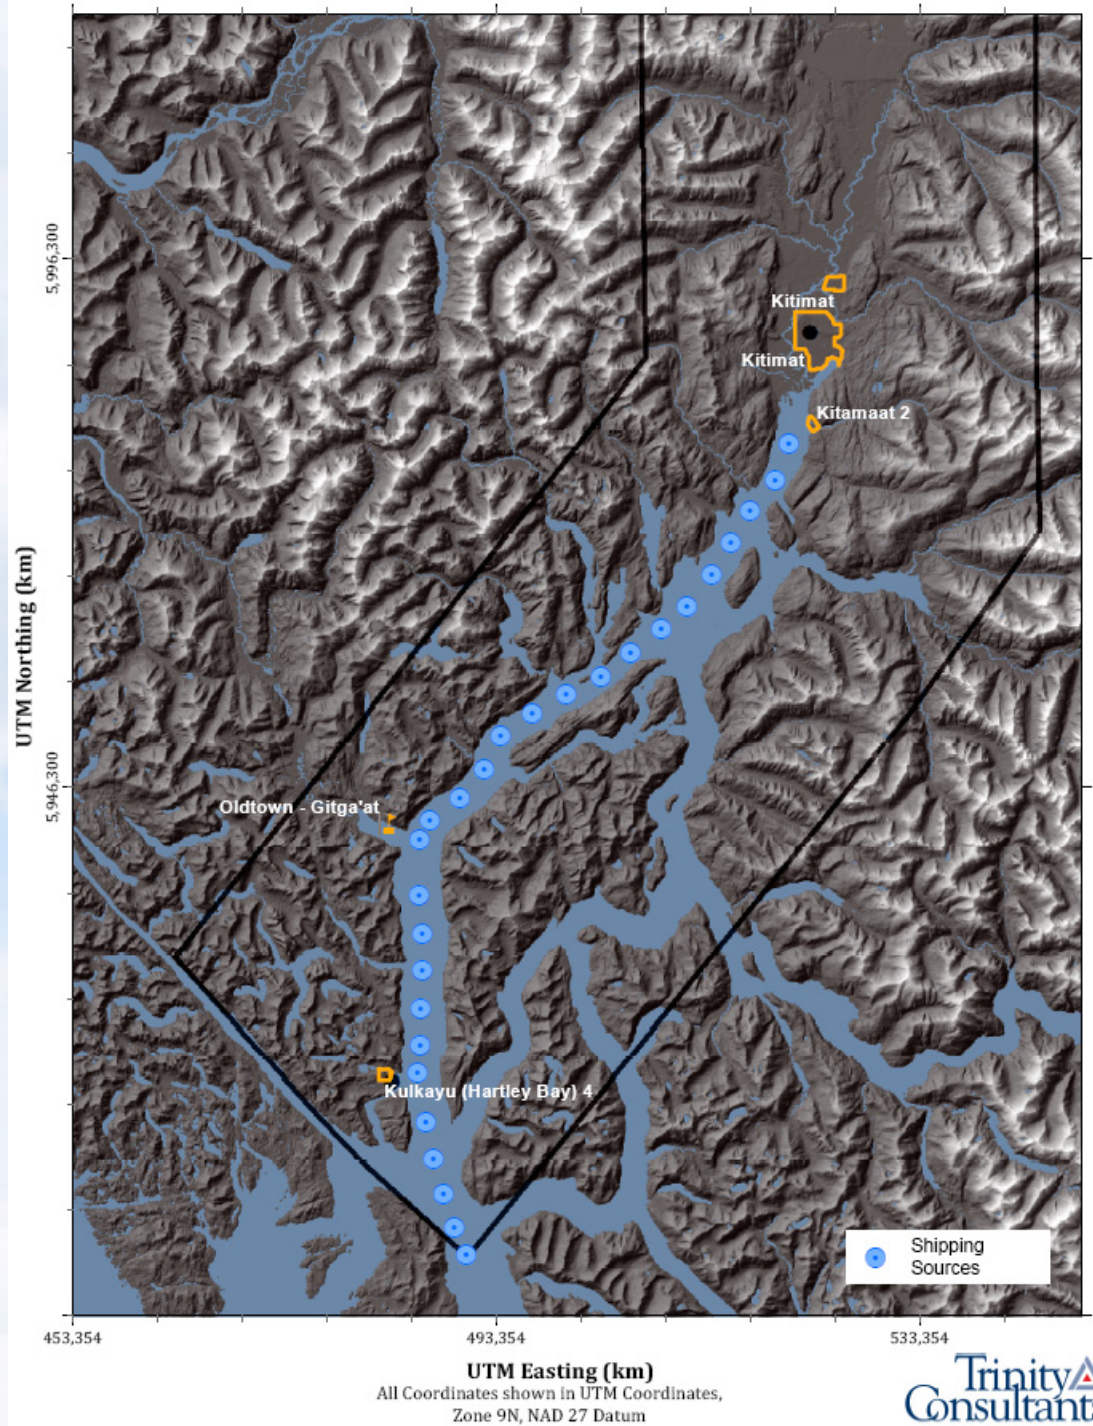 5,996,300
Kitimat
Kitimat
Kitamaat 2
UTM Northing (km)
5,946,300
Oldtown - Gitga'at
Kulkayu (Hartley Bay) 4
Shipping
Sources
453,354
493,354
533,354
UTM Easting (km)
All Coordinates shown in UTM Coordinates,
Zone 9N, NAD 27 Datum
Trinity
Consultant